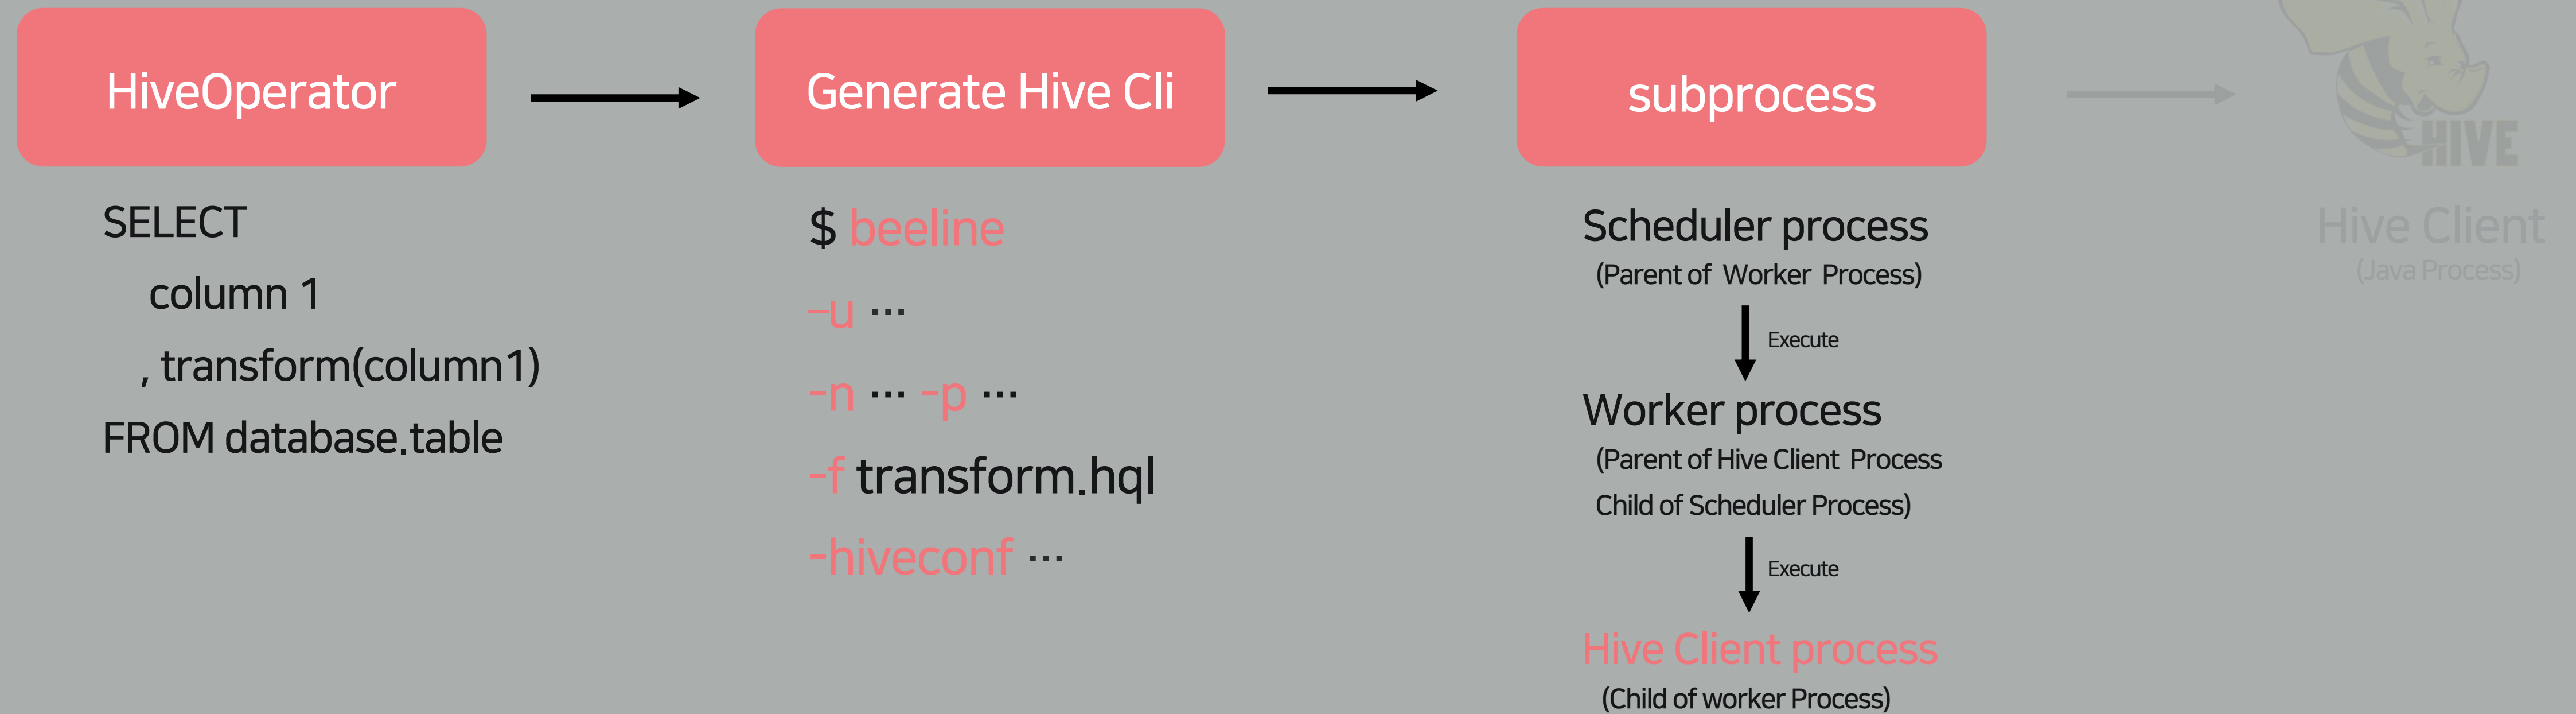 HiveOperator
SELECT
column 1
, transform(column1)
FROM database.table
Generate Hive Cli
$ beeline
–u ···
-n ··· -p ···
-f transform.hql
-hiveconf ···
subprocess
Scheduler process
(Parent of Worker Process)
Execute
Worker process
(Parent of Hive Client Process
Child of Scheduler Process)
Execute
Hive Client process
(Child of worker Process)
HIVE
Hive Client
(Java Process)